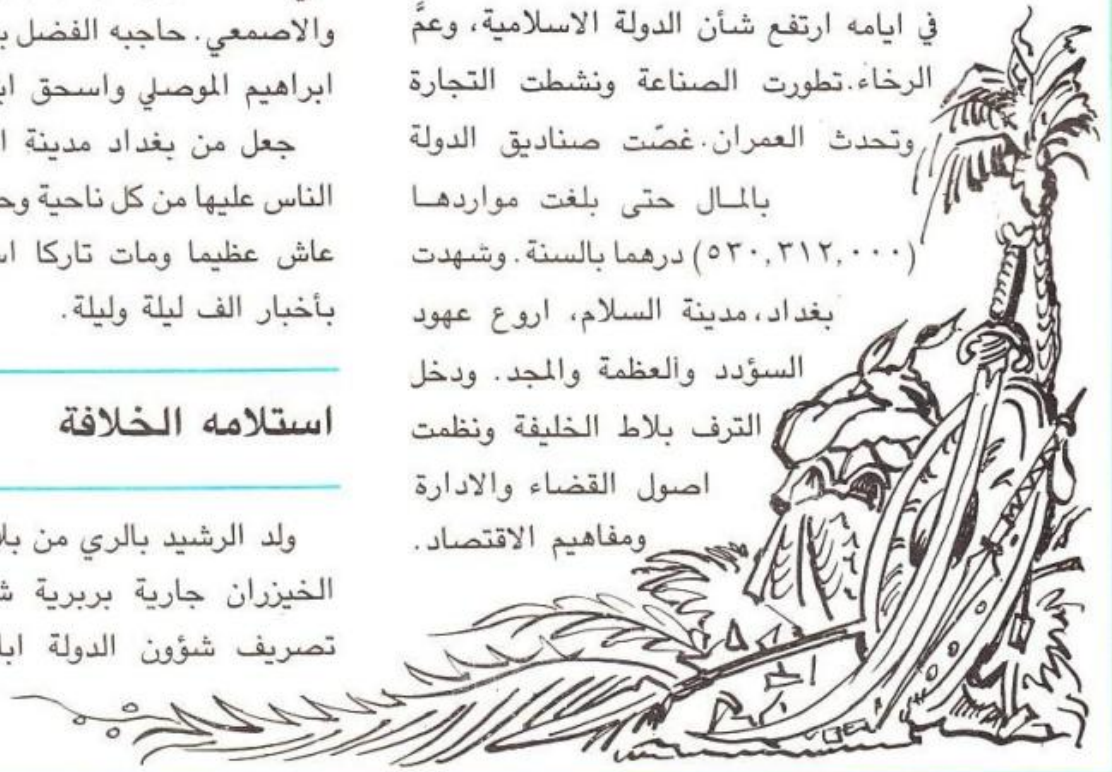 في ايامه ارتفع شأن الدولة الاسلامية، وعمَّ
الرخاء.تطورت الصناعة ونشطت التجارة
وتحدث العمران.غصّت صناديق الدولة
بالمـال حتى بلغت مواردهـا
(٥٣٠,٣١٢,٠٠٠) درهما بالسنة. وشهدت
بغداد،مدينة السلام، اروع عهود
السؤدد والعظمة والمجد. ودخل
الترف بلاط الخليفة ونظمت
اصول القضاء والادارة
ومفاهيم الاقتصاد.
والاصمعي. حاجبه الفضل
ابراهيم الموصلي واسحق
جعل من بغداد مدينة
الناس عليها من كل ناحية
عاش عظيما ومات تاركا
بأخبار الف ليلة وليلة.
استلامه الخلافة
ولد الرشيد بالري من
الخيزران جارية بربرية
تصريف شؤون الدولة